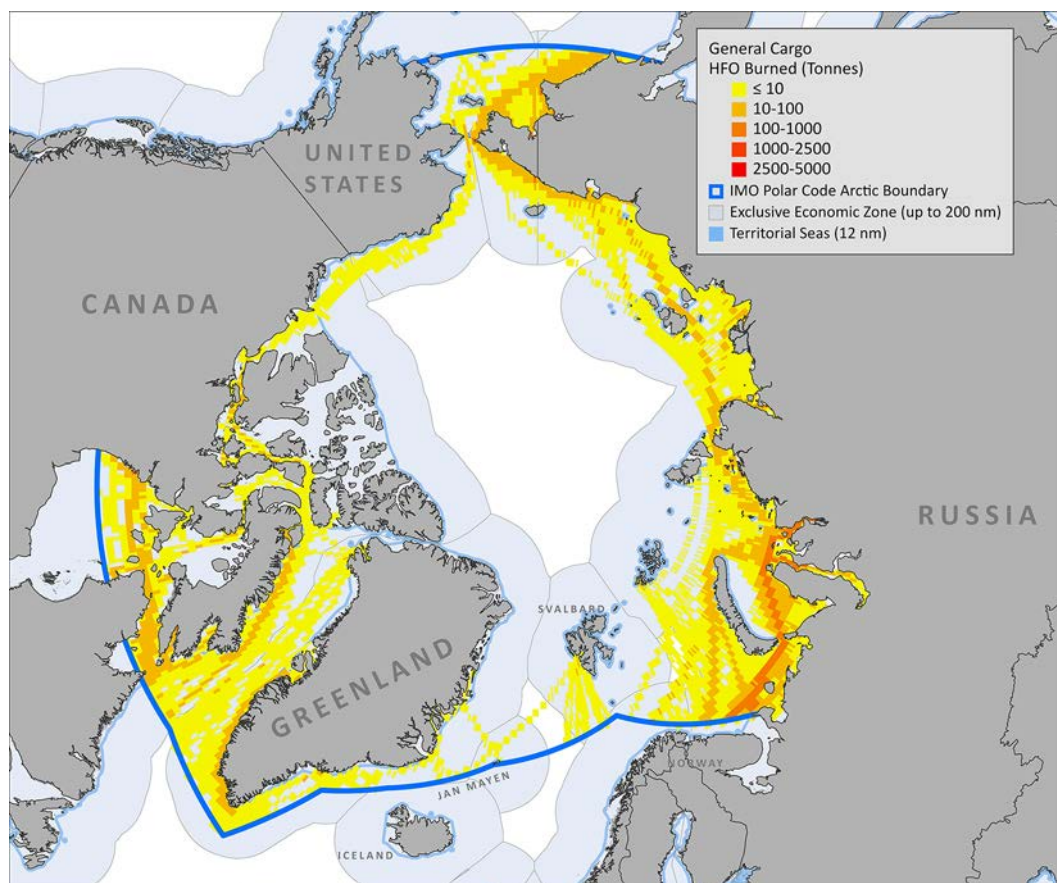 General Cargo
HFO Burned (Tonnes)
≤ 10
10-100
100-1000
1000-2500
2500-5000
IMO Polar Code Arctic Boundary
Exclusive Economic Zone (up to 200 nm)
Territorial Seas (12 nm)
UNITED
STATES
CANADA
RUSSIA
SVALBARD
GREENLAND
NORWAY
JAN MAYEN
ICELAND